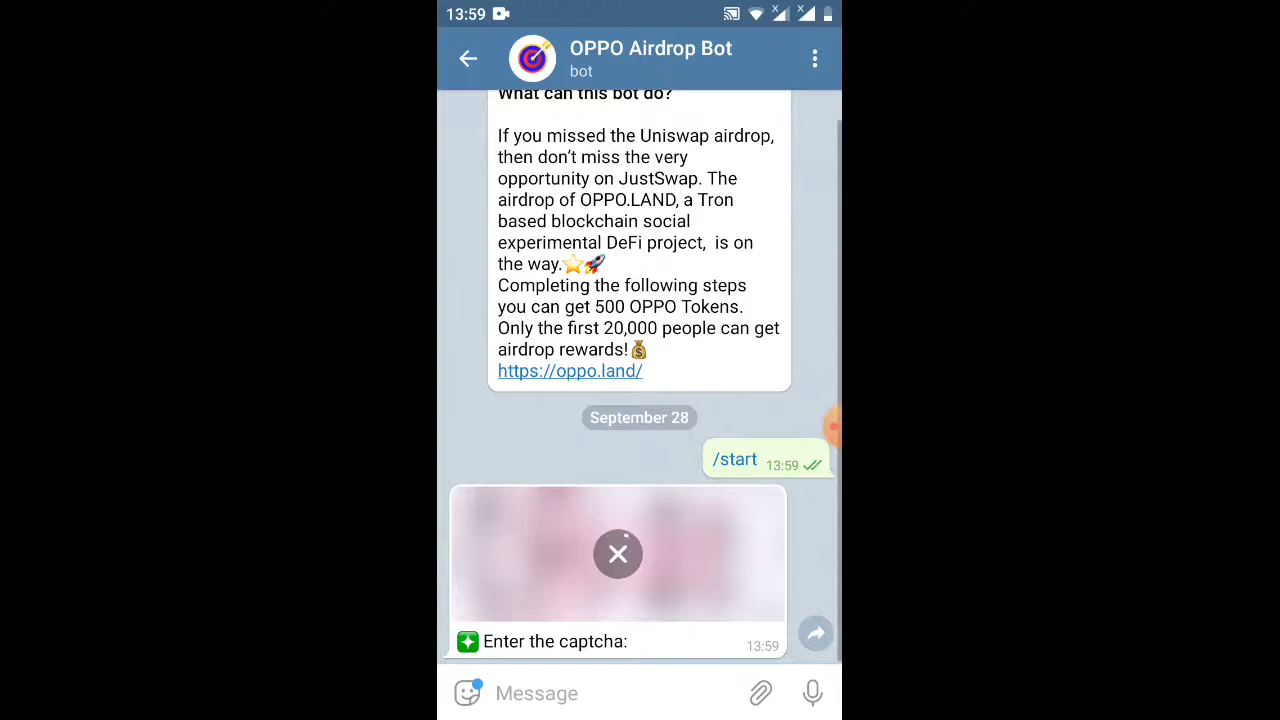 13:59
OPPO Airdrop Bot
bot
What can this bot do?
If you missed the Uniswap airdrop,
then don't miss the very
opportunity on JustSwap. The
airdrop of OPPO.LAND, a Tron
based blockchain social
experimental DeFi project,  is on
the way.⭐🚀
Completing the following steps
you can get 500 OPPO Tokens.
Only the first 20,000 people can get
airdrop rewards!💰
https://oppo.land/
September 28
/start 13:59
Enter the captcha:
13:59
Message